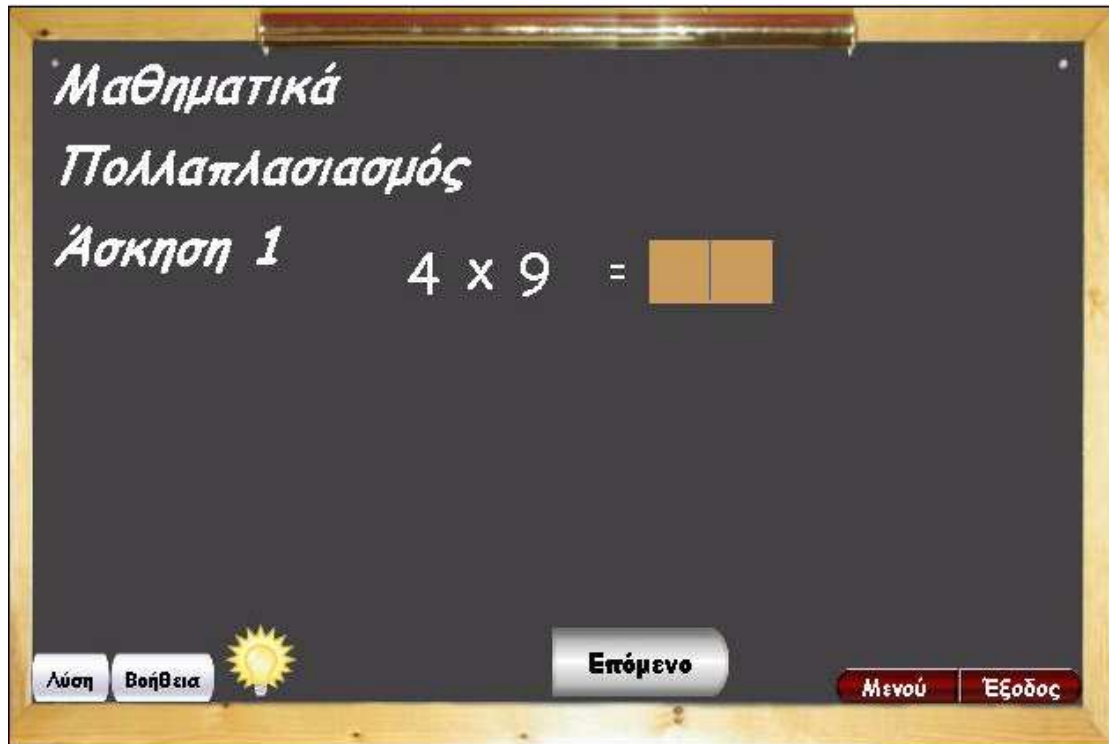 Μαθηματικά
Πολλαπλασιασμός
Άσκηση 1
4 x 9 =
Λύση Βοήθεια Επόμενο Μενού Έξοδος